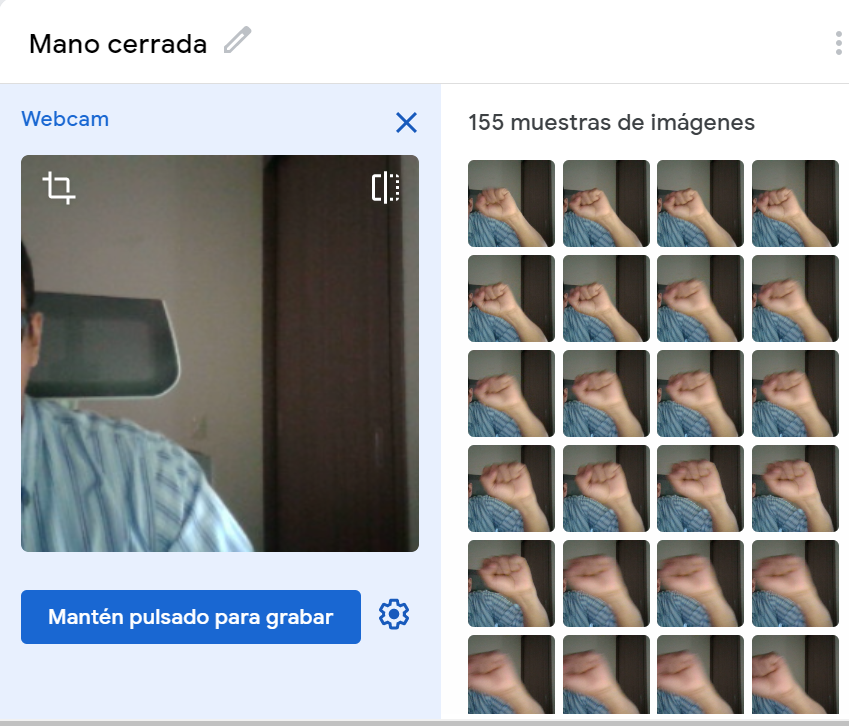 Mano cerrada
Webcam
155 muestras de imágenes
Mantén pulsado para grabar